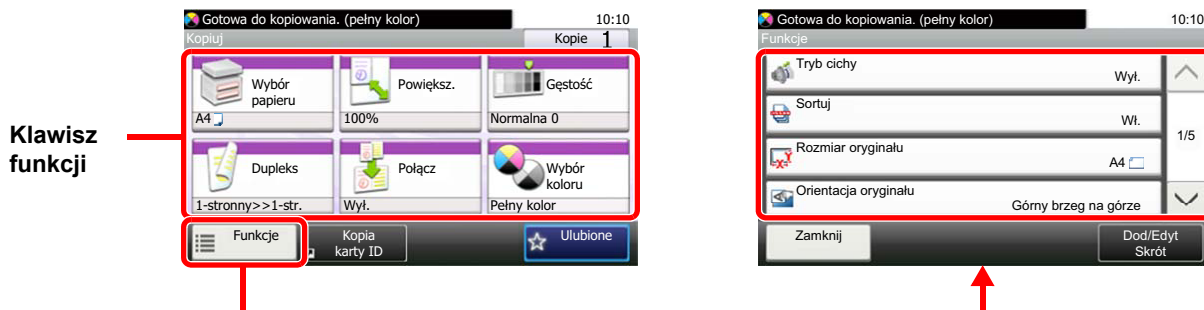 Klawisz
funkcji
Gotowa do kopiowania. (pełny kolor)
10:10
Kopiuj
Kopie 1
Wybór
papieru
A4
Powiększ.
100%
Gęstość
Normalna 0
Dupleks
1-stronny>>1-str.
Połącz
Wył.
Wybór
koloru
Pełny kolor
Funkcje
Kopia
karty ID
Ulubione
Gotowa do kopiowania. (pełny kolor)
10:10
Funkcje
Tryb cichy
Wył.
Sortuj
Wł.
Rozmiar oryginału
A4
Orientacja oryginału
Górny brzeg na górze
1/5
Zamknij
Dod/Edyt
Skrót